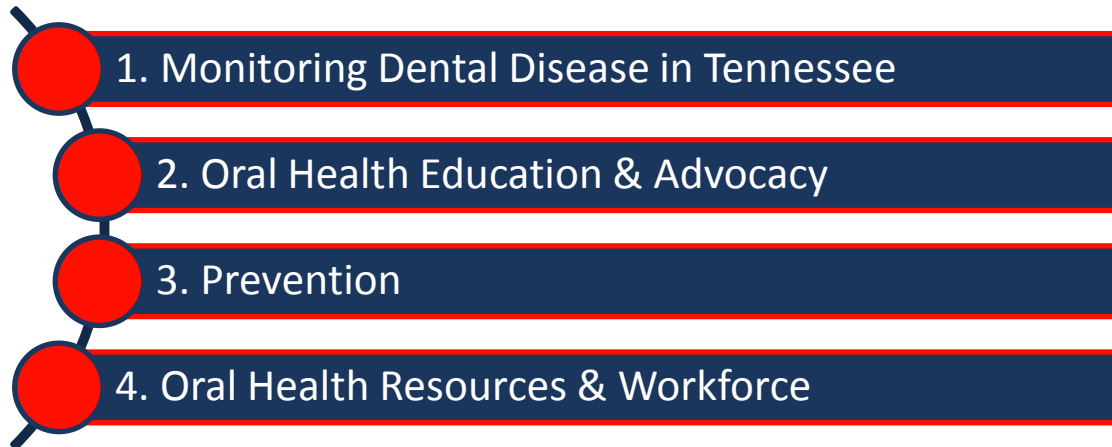 1. Monitoring Dental Disease in Tennessee
2. Oral Health Education & Advocacy
3. Prevention
4. Oral Health Resources & Workforce